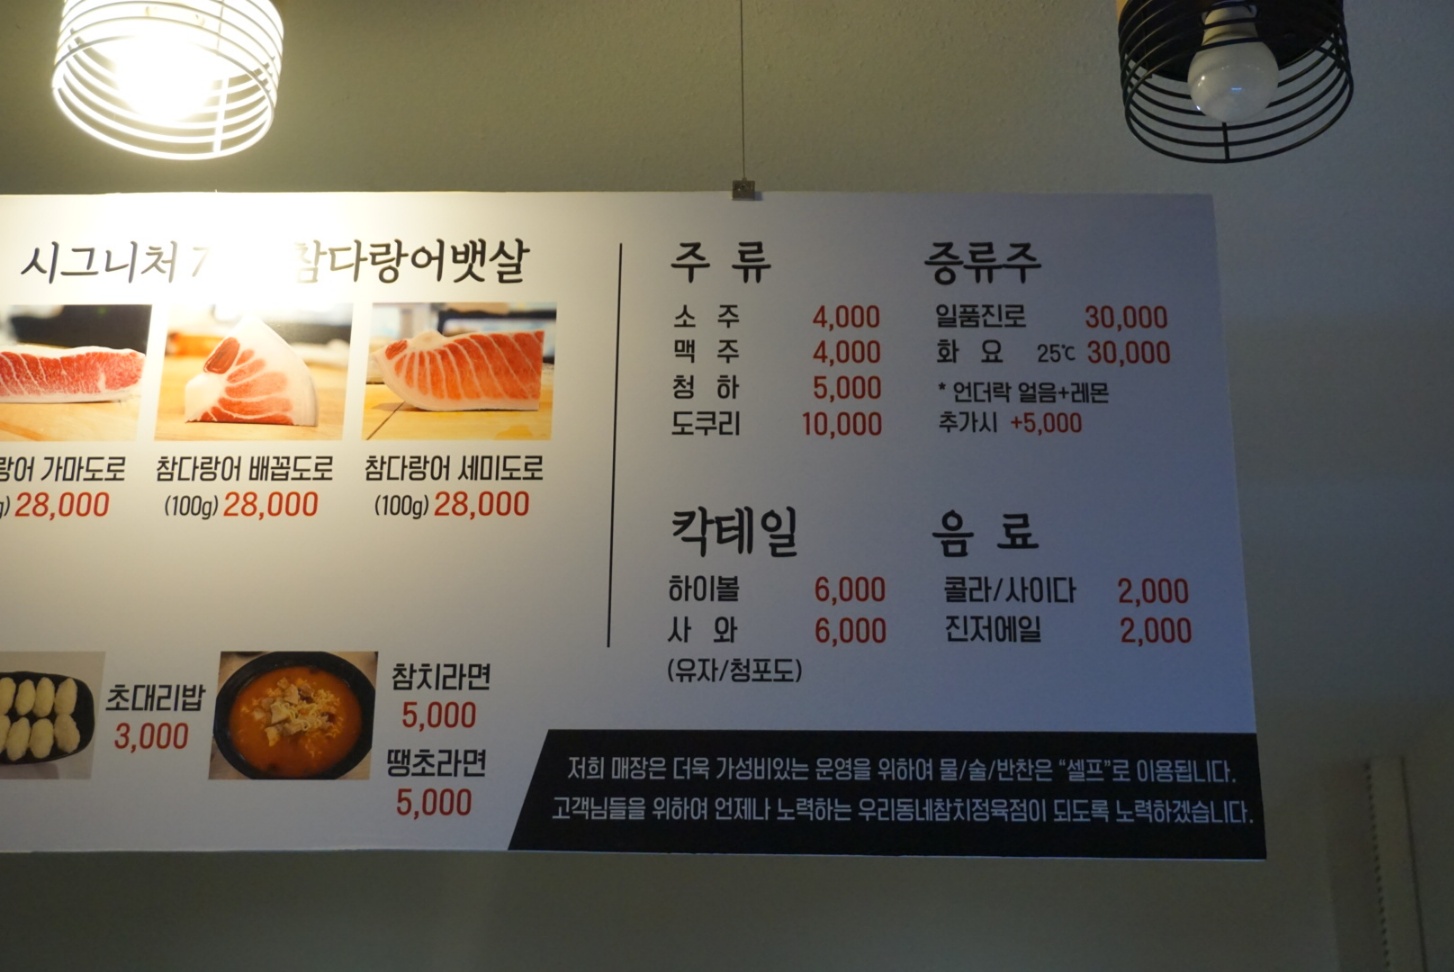 시그니처
참다랑어뱃살
랑어 가마도로
28,000
참다랑어 배꼽도로
(100g) 28,000
참다랑어 세미도로
(100g) 28,000
초대리밥
3,000
참치라면
5,000
땡초라면
5,000
주 류
소 주 4,000
맥 주 4,000
청 하 5,000
도쿠리 10,000
증류주
일품진로 30,000
화 요 25℃ 30,000
* 언더락 얼음+레몬
추가시 +5,000
칵테일
하이볼 6,000
사 와 6,000
(유자/청포도)
음 료
콜라/사이다 2,000
진저에일 2,000
저희 매장은 더욱 가성비있는 운영을 위하여 물/술/반찬은 “셀프”로 이용됩니다.
고객님들을 위하여 언제나 노력하는 우리동네참치정육점이 되도록 노력하겠습니다.